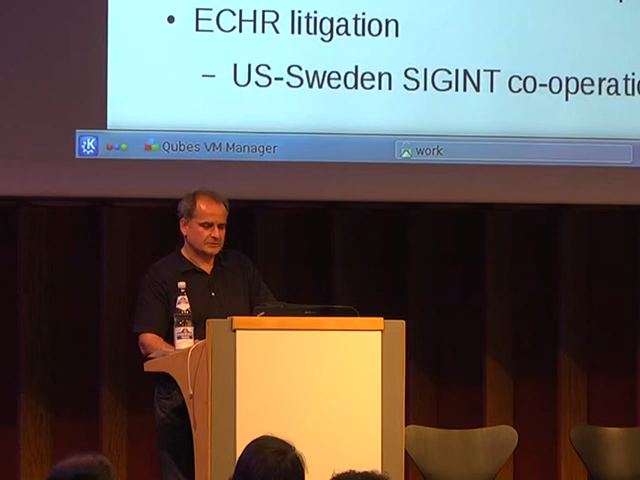 • ECHR litigation
– US-Sweden SIGINT co-operatio
Qubes VM Manager
work